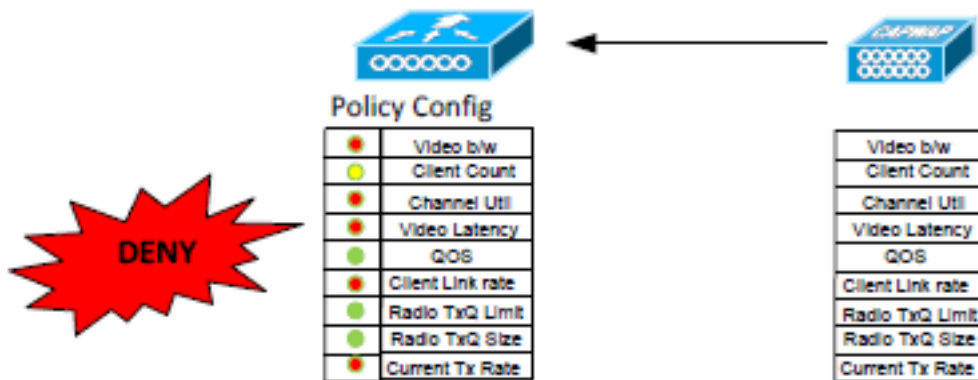 CAPWAP
Policy Config
Video b/w
Client Count
Channel Util
Video Latency
QOS
Client Link rate
Radio TxQ Limit
Radio TxQ Size
Current Tx Rate
DENY
Video b/w
Client Count
Channel Util
Video Latency
QOS
Client Link rate
Radio TxQ Limit
Radio TxQ Size
Current Tx Rate